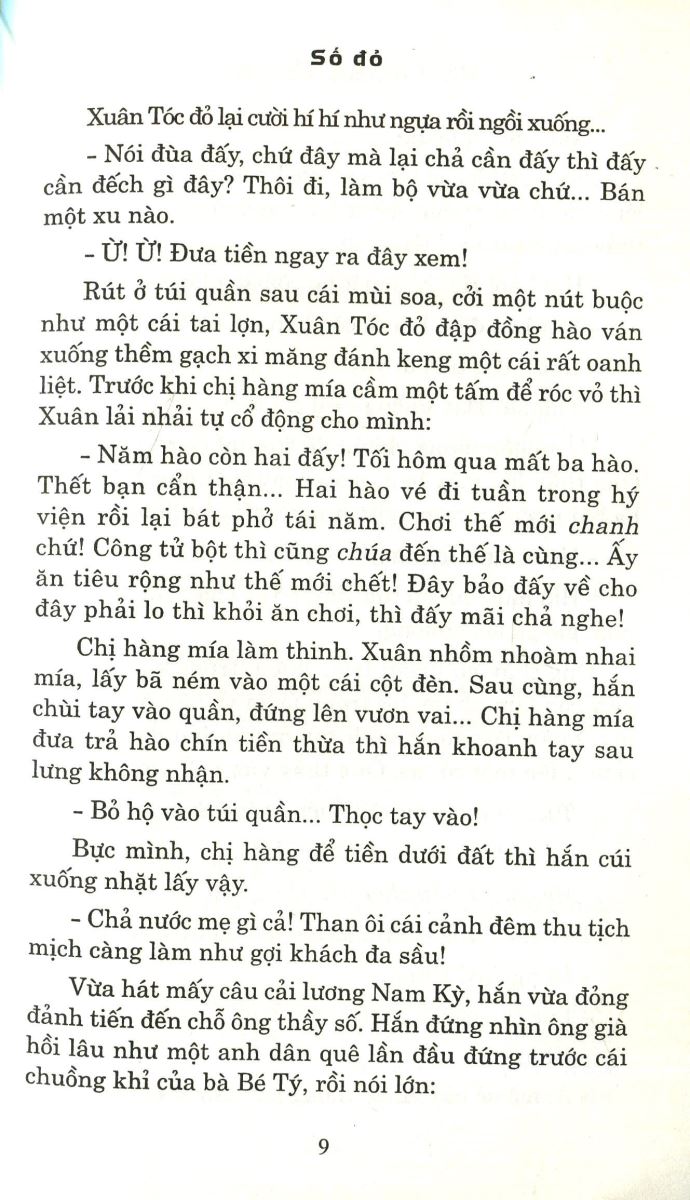 Số đỏ
Xuân Tóc đỏ lại cười hí hí như ngựa rồi ngồi xuống...
– Nói đùa đấy, chứ đây mà lại chả cần đấy thì đấy
cần đếch gì đây? Thôi đi, làm bộ vừa vừa chứ... Bán
một xu nào.
– Ừ! Ừ! Đưa tiền ngay ra đây xem!
Rút ở túi quần sau cái mùi soa, cởi một nút buộc
như một cái tai lợn, Xuân Tóc đỏ đập đồng hào ván
xuống thềm gạch xi măng đánh keng một cái rất oanh
liệt. Trước khi chị hàng mía cầm một tấm để róc vỏ thì
Xuân lải nhải tự cổ động cho mình:
– Năm hào còn hai đấy! Tối hôm qua mất ba hào.
Thết bạn cẩn thận... Hai hào vé đi tuần trong hý
viện rồi lại bát phở tái năm. Chơi thế mới chanh
chứ! Công tử bột thì cũng chúa đến thế là cùng... Ấy
ăn tiêu rộng như thế mới chết! Đây bảo đấy về cho
đây phải lo thì khỏi ăn chơi, thì đấy mãi chả nghe!
Chị hàng mía làm thinh. Xuân nhồm nhoàm nhai
mía, lấy bã ném vào một cái cột đèn. Sau cùng, hắn
chùi tay vào quần, đứng lên vươn vai... Chị hàng mía
đưa trả hào chín tiền thừa thì hắn khoanh tay sau
lưng không nhận.
– Bỏ hộ vào túi quần... Thọc tay vào!
Bực mình, chị hàng để tiền dưới đất thì hắn cúi
xuống nhặt lấy vậy.
– Chả nước mẹ gì cả! Than ôi cái cảnh đêm thu tịch
mịch càng làm như gợi khách đa sầu!
Vừa hát mấy câu cải lương Nam Kỳ, hắn vừa đỏng
đảnh tiến đến chỗ ông thầy số. Hắn đứng nhìn ông già
hồi lâu như một anh dân quê lần đầu đứng trước cái
chuồng khỉ của bà Bé Tý, rồi nói lớn:
9